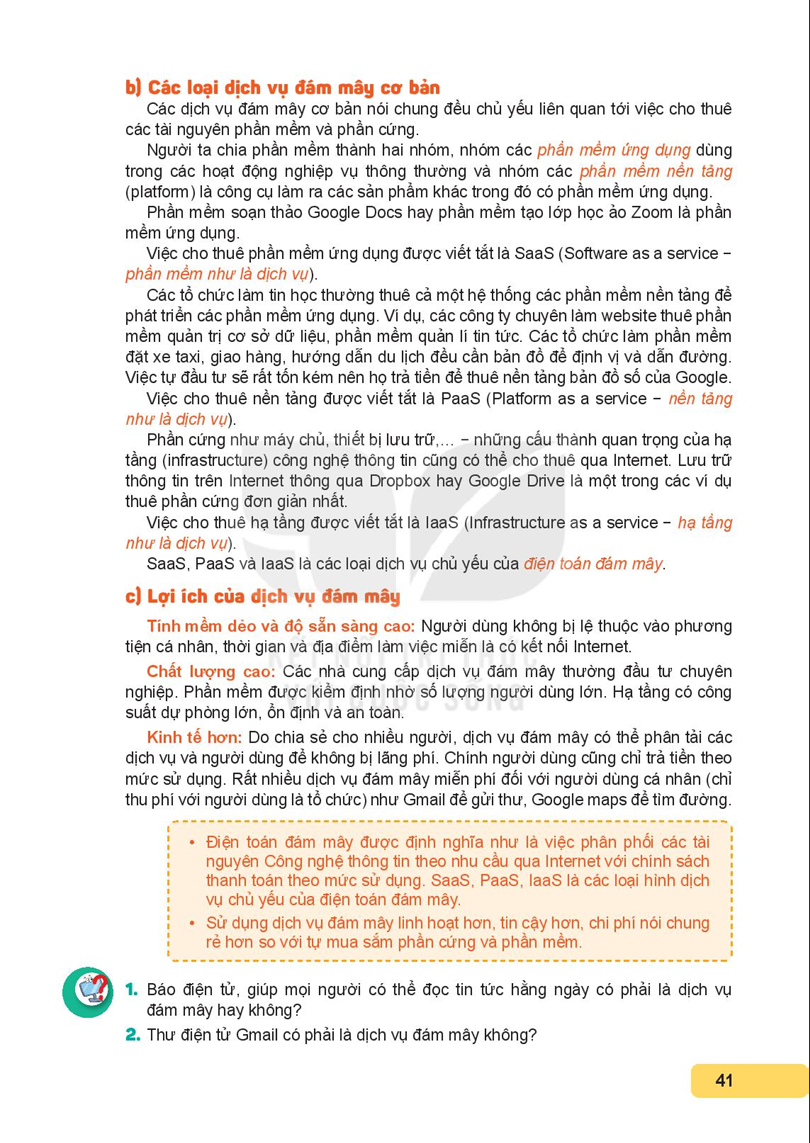 b) Các loại dịch vụ đám mây cơ bản
Các dịch vụ đám mây cơ bản nói chung đều chủ yếu liên quan tới việc cho thuê
các tài nguyên phần mềm và phần cứng.
Người ta chia phần mềm thành hai nhóm, nhóm các phần mềm ứng dụng dùng
trong các hoạt động nghiệp vụ thông thường và nhóm các phần mềm nền tảng
(platform) là công cụ làm ra các sản phẩm khác trong đó có phần mềm ứng dụng.
Phần mềm soạn thảo Google Docs hay phần mềm tạo lớp học ảo Zoom là phần
mềm ứng dụng.
Việc cho thuê phần mềm ứng dụng được viết tắt là SaaS (Software as a service –
phần mềm như là dịch vụ).
Các tổ chức làm tin học thường thuê cả một hệ thống các phần mềm nền tảng để
phát triển các phần mềm ứng dụng. Ví dụ, các công ty chuyên làm website thuê phần
mềm quản trị cơ sở dữ liệu, phần mềm quản lí tin tức. Các tổ chức làm phần mềm
đặt xe taxi, giao hàng, hướng dẫn du lịch đều cần bản đồ để định vị và dẫn đường.
Việc tự đầu tư sẽ rất tốn kém nên họ trả tiền để thuê nền tảng bản đồ số của Google.
Việc cho thuê nền tảng được viết tắt là PaaS (Platform as a service – nền tảng
như là dịch vụ).
Phần cứng như máy chủ, thiết bị lưu trữ,... – những cấu thành quan trọng của hạ
tầng (infrastructure) công nghệ thông tin cũng có thể cho thuê qua Internet. Lưu trữ
thông tin trên Internet thông qua Dropbox hay Google Drive là một trong các ví dụ
thuê phần cứng đơn giản nhất.
Việc cho thuê hạ tầng được viết tắt là IaaS (Infrastructure as a service – hạ tầng
như là dịch vụ).
SaaS, PaaS và IaaS là các loại dịch vụ chủ yếu của điện toán đám mây.
c) Lợi ích của dịch vụ đám mây
Tính mềm dẻo và độ sẵn sàng cao: Người dùng không bị lệ thuộc vào phương
tiện cá nhân, thời gian và địa điểm làm việc miễn là có kết nối Internet.
KẾT NỐI TRI THỨC
Chất lượng cao: Các nhà cung cấp dịch vụ đám mây thường đầu tư chuyên
nghiệp. Phần mềm được kiểm định nhờ số lượng người dùng lớn. Hạ tầng có công
VỚI CUỘC SỐNG
suất dự phòng lớn, ổn định và an toàn.
Kinh tế hơn: Do chia sẻ cho nhiều người, dịch vụ đám mây có thể phân tải các
dịch vụ và người dùng để không bị lãng phí. Chính người dùng cũng chỉ trả tiền theo
mức sử dụng. Rất nhiều dịch vụ đám mây miễn phí đối với người dùng cá nhân (chỉ
thu phí với người dùng là tổ chức) như Gmail để gửi thư, Google maps để tìm đường.
• Điện toán đám mây được định nghĩa như là việc phân phối các tài
nguyên Công nghệ thông tin theo nhu cầu qua Internet với chính sách
thanh toán theo mức sử dụng. SaaS, PaaS, IaaS là các loại hình dịch
vụ chủ yếu của điện toán đám mây.
• Sử dụng dịch vụ đám mây linh hoạt hơn, tin cậy hơn, chi phí nói chung
rẻ hơn so với tự mua sắm phần cứng và phần mềm.
1. Báo điện tử, giúp mọi người có thể đọc tin tức hằng ngày có phải là dịch vụ
đám mây hay không?
2. Thư điện tử Gmail có phải là dịch vụ đám mây không?
41